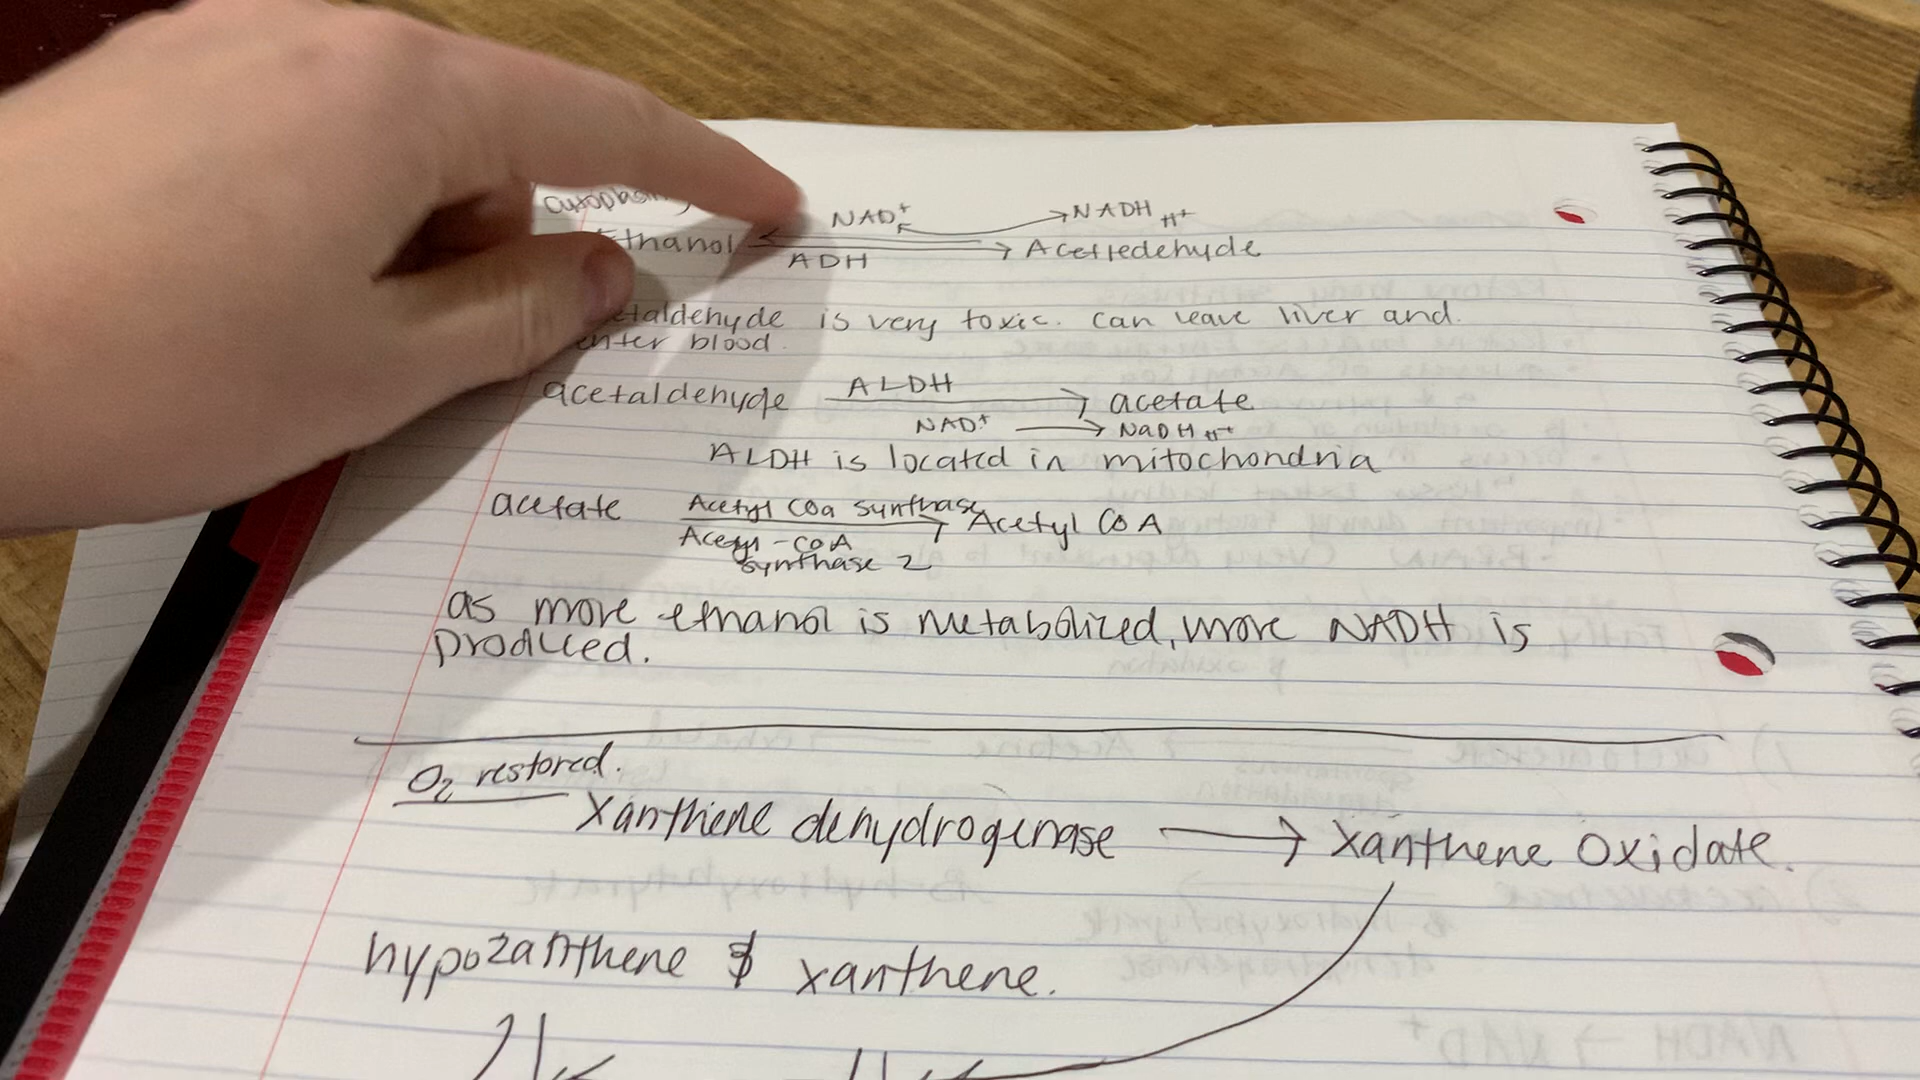 NAD+ NADH H+
Ethanol ADH Acetledehyde
etaldehyde is very toxic. can leave liver and
enter blood.
acetaldehyde ALDH acetate
NAD+ → NaDH H+
ALDH is located in mitochondria
acetate Acetyl Coa synthase Acetyl CoA
Acetyl-CoA
synthase 2
as more ethanol is metabolized, more NADH is
produced.
O2 restored.
Xanthiene dehydrogenase → Xanthene Oxidate.
hypozanthene & xanthene.